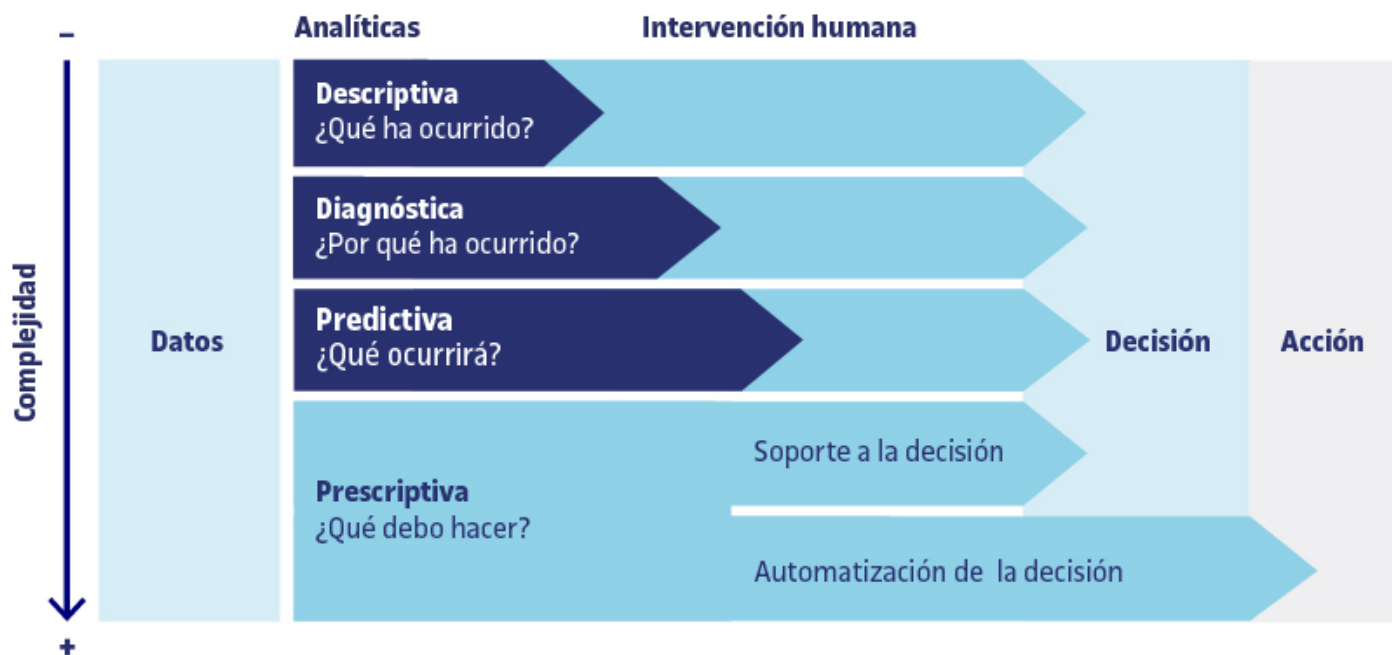 –
Analíticas
Intervención humana
Descriptiva
¿Qué ha ocurrido?
Diagnóstica
¿Por qué ha ocurrido?
Predictiva
¿Qué ocurrirá?
Prescriptiva
¿Qué debo hacer?
Soporte a la decisión
Automatización de la decisión
Complejidad
Datos
Decisión
Acción
+